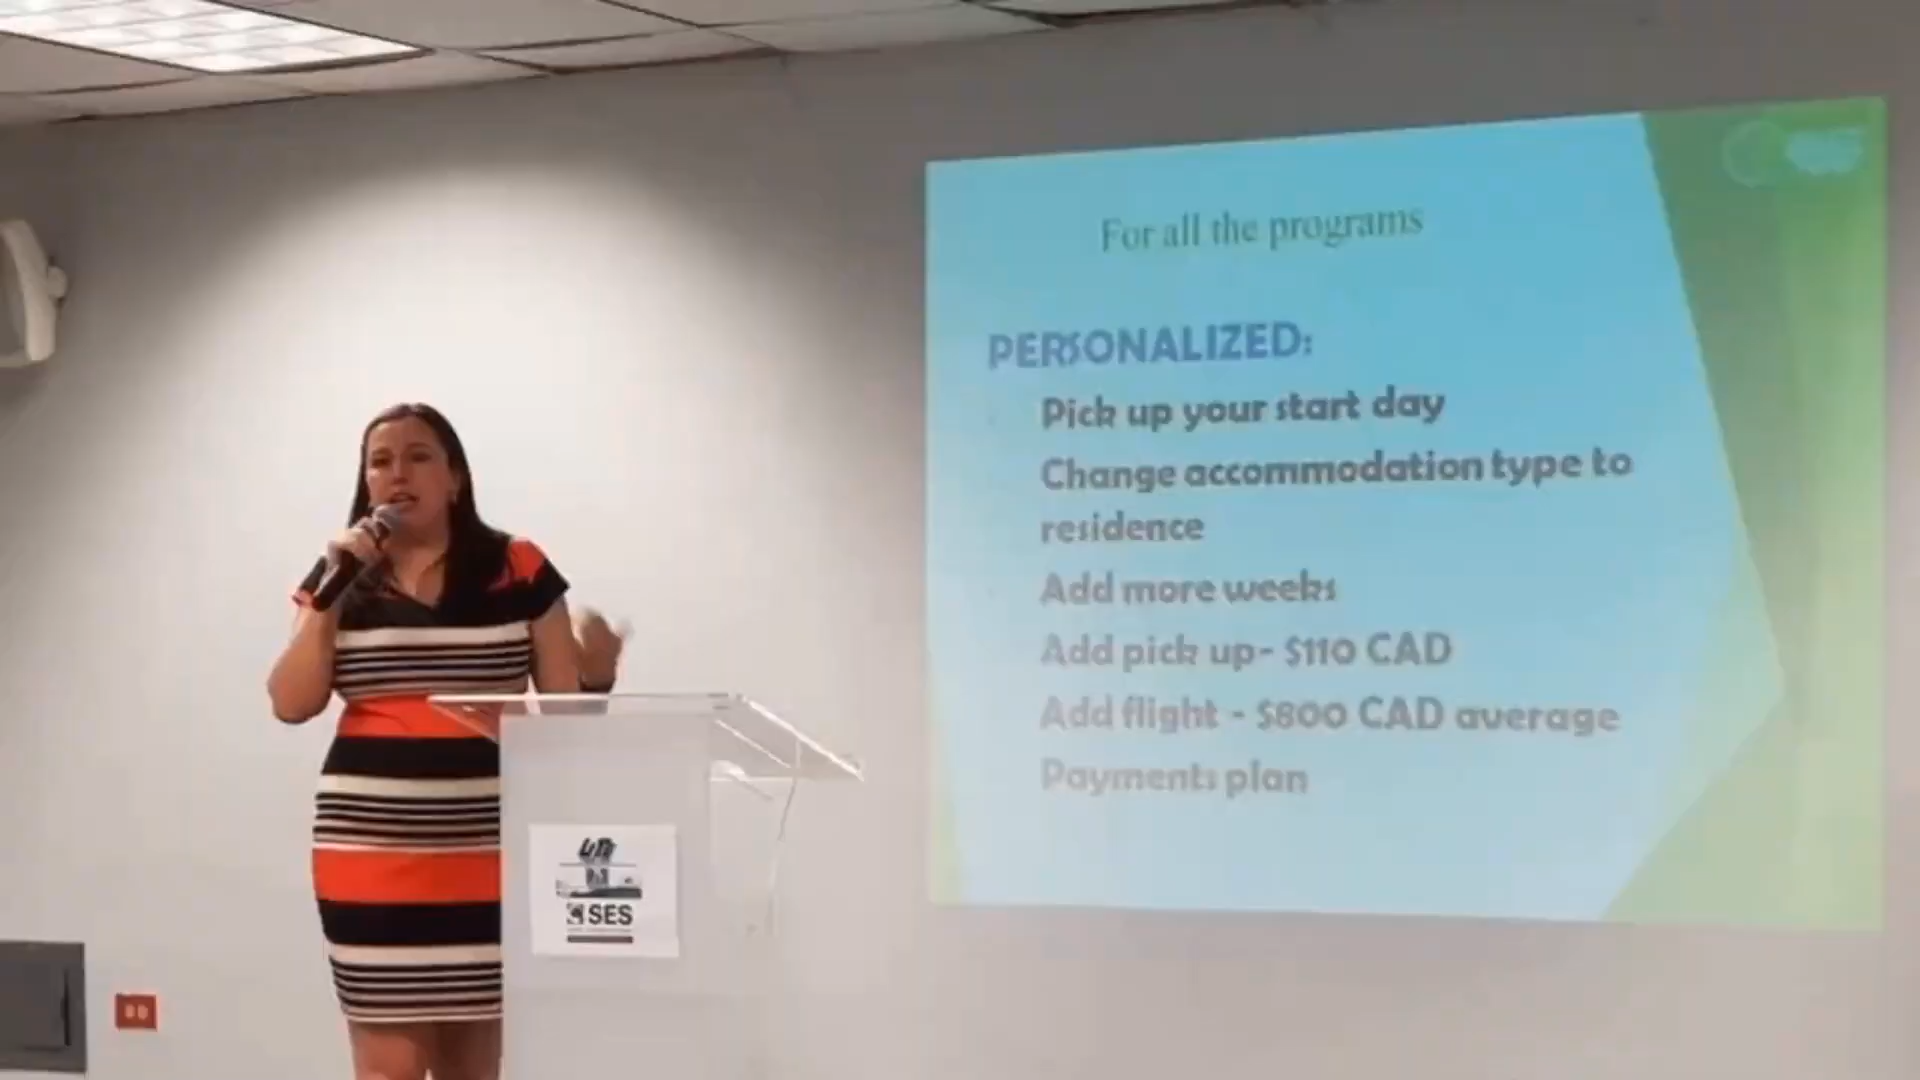 For all the programs
PERSONALIZED:
Pick up your start day
Change accommodation type to
residence
Add more weeks
Add pick up- $110 CAD
Add flight - $800 CAD average
Payments plan
SES